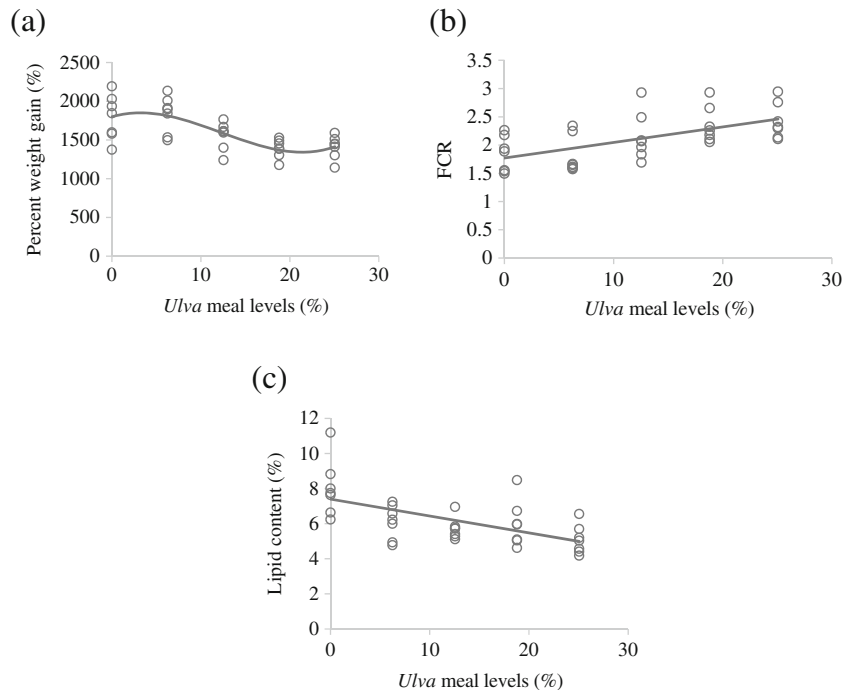 (a)
Percent weight gain (%)
2500
2000
1500
1000
500
0
0 10 20 30
Ulva meal levels (%)
(b)
FCR
3.5
3
2.5
2
1.5
1
0.5
0
0 10 20 30
Ulva meal levels (%)
(c)
Lipid content (%)
12
10
8
6
4
2
0
0 10 20 30
Ulva meal levels (%)